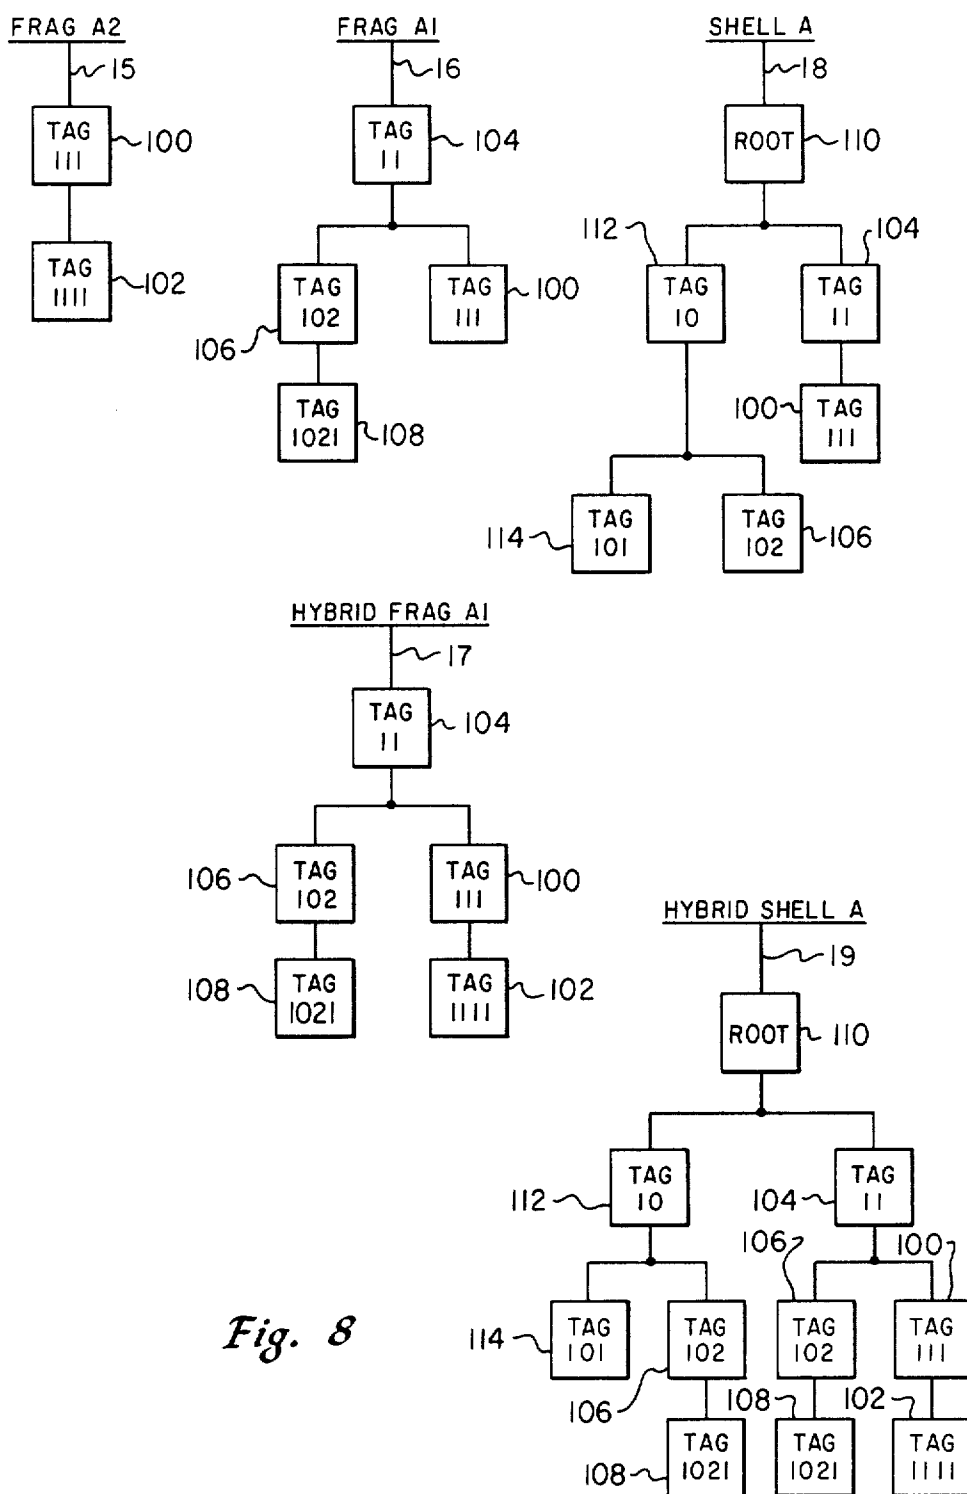 FRAG A2
15
TAG
111
100
TAG
1111
102
FRAG A1
16
TAG
11
104
TAG
102
106
TAG
111
100
TAG
1021
108
SHELL A
18
ROOT
110
112
TAG
10
104
TAG
11
100
TAG
111
114
TAG
101
TAG
102
106
HYBRID FRAG A1
17
TAG
11
104
106
TAG
102
TAG
111
100
108
TAG
1021
TAG
1111
102
HYBRID SHELL A
19
ROOT
110
112
TAG
10
104
TAG
11
106
100
114
TAG
101
TAG
102
TAG
102
TAG
111
106
108
102
108
TAG
1021
TAG
1021
TAG
1111
Fig. 8